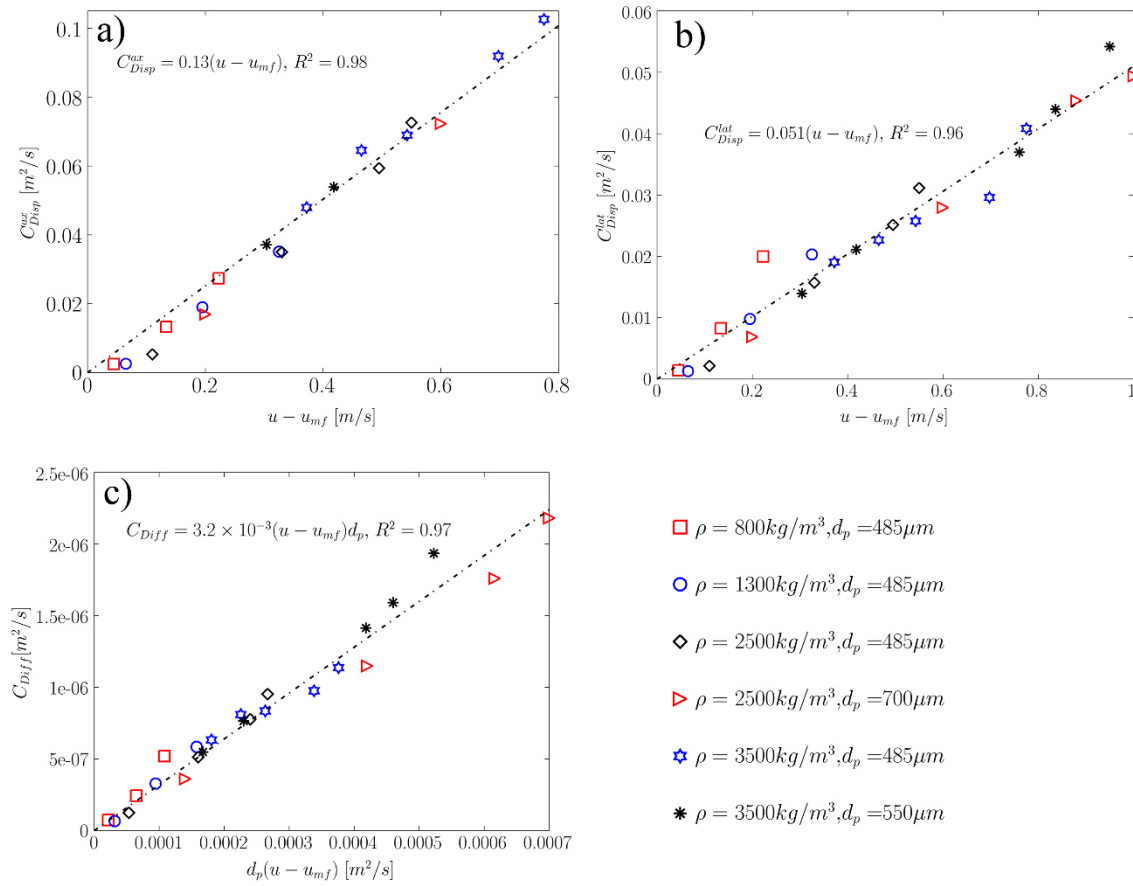 a)
C_{Disp}^{ax} = 0.13(u − u_{mf}), R^2 = 0.98
C_{Disp}^{ax} [m^2/s]
0.1
0.08
0.06
0.04
0.02
0
0 0.2 0.4 0.6 0.8
u − u_{mf} [m/s]
b)
C_{Disp}^{lat} = 0.051(u − u_{mf}), R^2 = 0.96
C_{Disp}^{lat} [m^2/s]
0.06
0.05
0.04
0.03
0.02
0.01
0
0 0.2 0.4 0.6 0.8 1
u − u_{mf} [m/s]
c)
C_{Diff} = 3.2 × 10^{−3}(u − u_{mf})d_p, R^2 = 0.97
C_{Diff}[m^2/s]
2.5e-06
2e-06
1.5e-06
1e-06
5e-07
0
0 0.0001 0.0002 0.0003 0.0004 0.0005 0.0006 0.0007
d_p(u − u_{mf}) [m^2/s]
ρ = 800kg/m^3,d_p =485μm
ρ = 1300kg/m^3,d_p =485μm
ρ = 2500kg/m^3,d_p =485μm
ρ = 2500kg/m^3,d_p =700μm
ρ = 3500kg/m^3,d_p =485μm
ρ = 3500kg/m^3,d_p =550μm